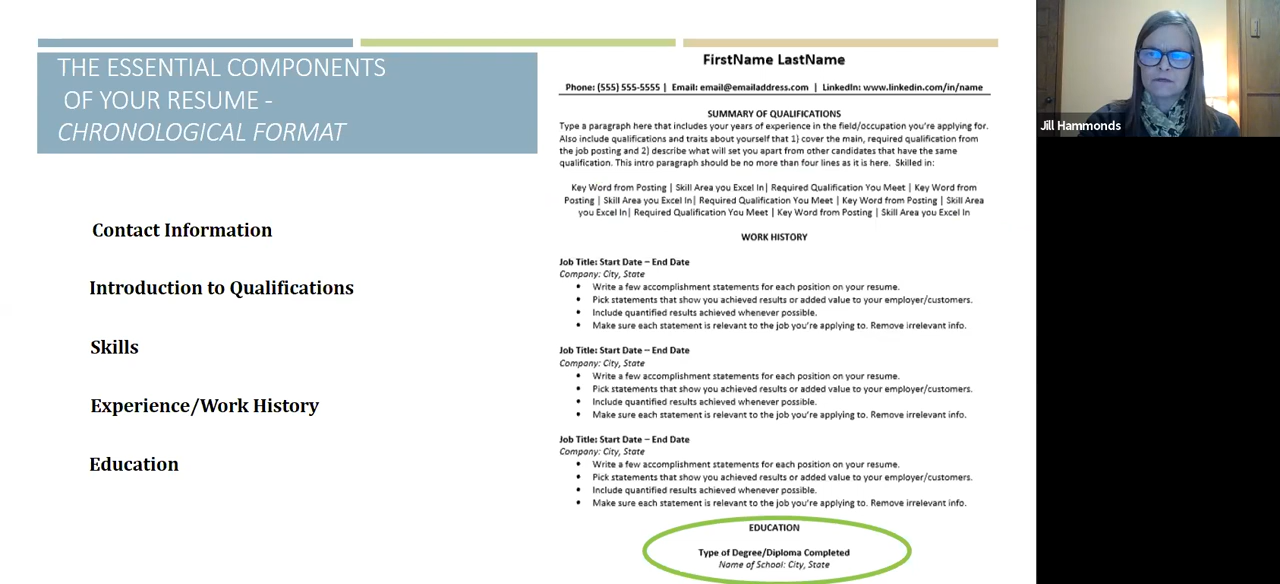 THE ESSENTIAL COMPONENTS
OF YOUR RESUME -
CHRONOLOGICAL FORMAT
Contact Information
Introduction to Qualifications
Skills
Experience/Work History
Education
FirstName LastName
Phone: (555) 555-5555 | Email: email@emailaddress.com | LinkedIn: www.linkedin.com/in/name
SUMMARY OF QUALIFICATIONS
Type a paragraph here that includes your years of experience in the field/occupation you're applying for.
Also include qualifications and traits about yourself that 1) cover the main, required qualification from
the job posting and 2) describe what will set you apart from other candidates that have the same
qualification. This intro paragraph should be no more than four lines as it is here. Skilled in:
Key Word from Posting | Skill Area you Excel In| Required Qualification You Meet | Key Word from
Posting | Skill Area you Excel In| Required Qualification You Meet | Key Word from Posting | Skill Area
you Excel In| Required Qualification You Meet | Key Word from Posting | Skill Area you Excel In
WORK HISTORY
Job Title: Start Date – End Date
Company: City, State
• Write a few accomplishment statements for each position on your resume.
• Pick statements that show you achieved results or added value to your employer/customers.
• Include quantified results achieved whenever possible.
• Make sure each statement is relevant to the job you're applying to. Remove irrelevant info.
Job Title: Start Date – End Date
Company: City, State
• Write a few accomplishment statements for each position on your resume.
• Pick statements that show you achieved results or added value to your employer/customers.
• Include quantified results achieved whenever possible.
• Make sure each statement is relevant to the job you're applying to. Remove irrelevant info.
Job Title: Start Date – End Date
Company: City, State
• Write a few accomplishment statements for each position on your resume.
• Pick statements that show you achieved results or added value to your employer/customers.
• Include quantified results achieved whenever possible.
• Make sure each statement is relevant to the job you're applying to. Remove irrelevant info.
EDUCATION
Type of Degree/Diploma Completed
Name of School: City, State
Jill Hammonds